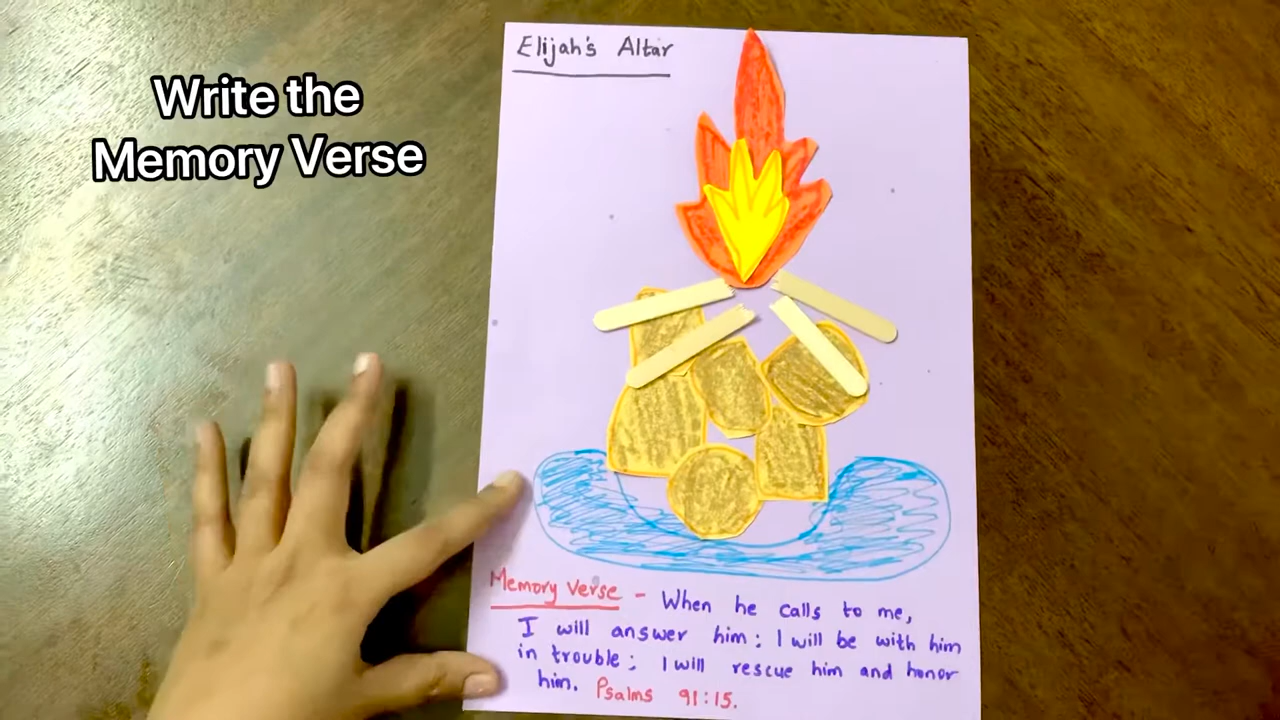 Write the
Memory Verse
Elijah's Altar
Memory Verse - When he calls to me,
I will answer him; I will be with him
in trouble; I will rescue him and honor
him. Psalms 91:15.